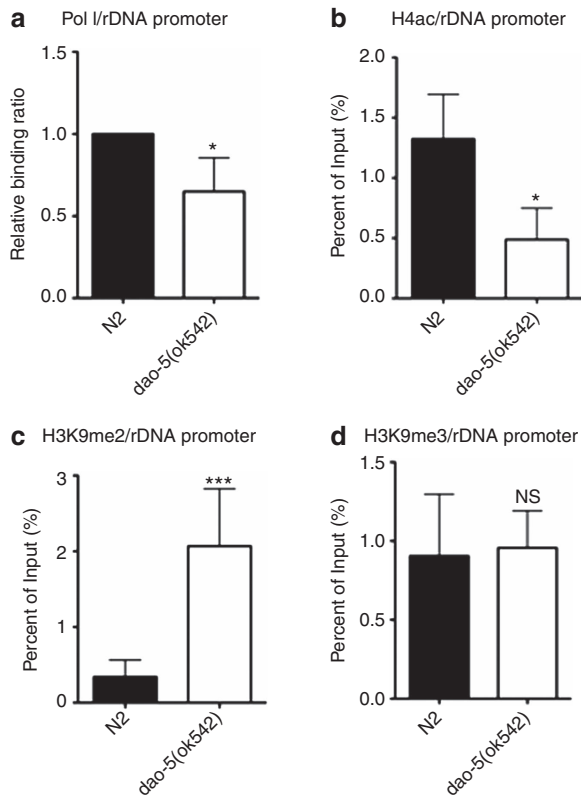 a Pol I/rDNA promoter
Relative binding ratio
1.5
1.0
0.5
0.0
*
N2
dao-5(ok542)
b H4ac/rDNA promoter
Percent of Input (%)
2.0
1.5
1.0
0.5
0.0
*
N2
dao-5(ok542)
c H3K9me2/rDNA promoter
Percent of Input (%)
3
2
1
0
***
N2
dao-5(ok542)
d H3K9me3/rDNA promoter
Percent of Input (%)
1.5
1.0
0.5
0.0
NS
N2
dao-5(ok542)